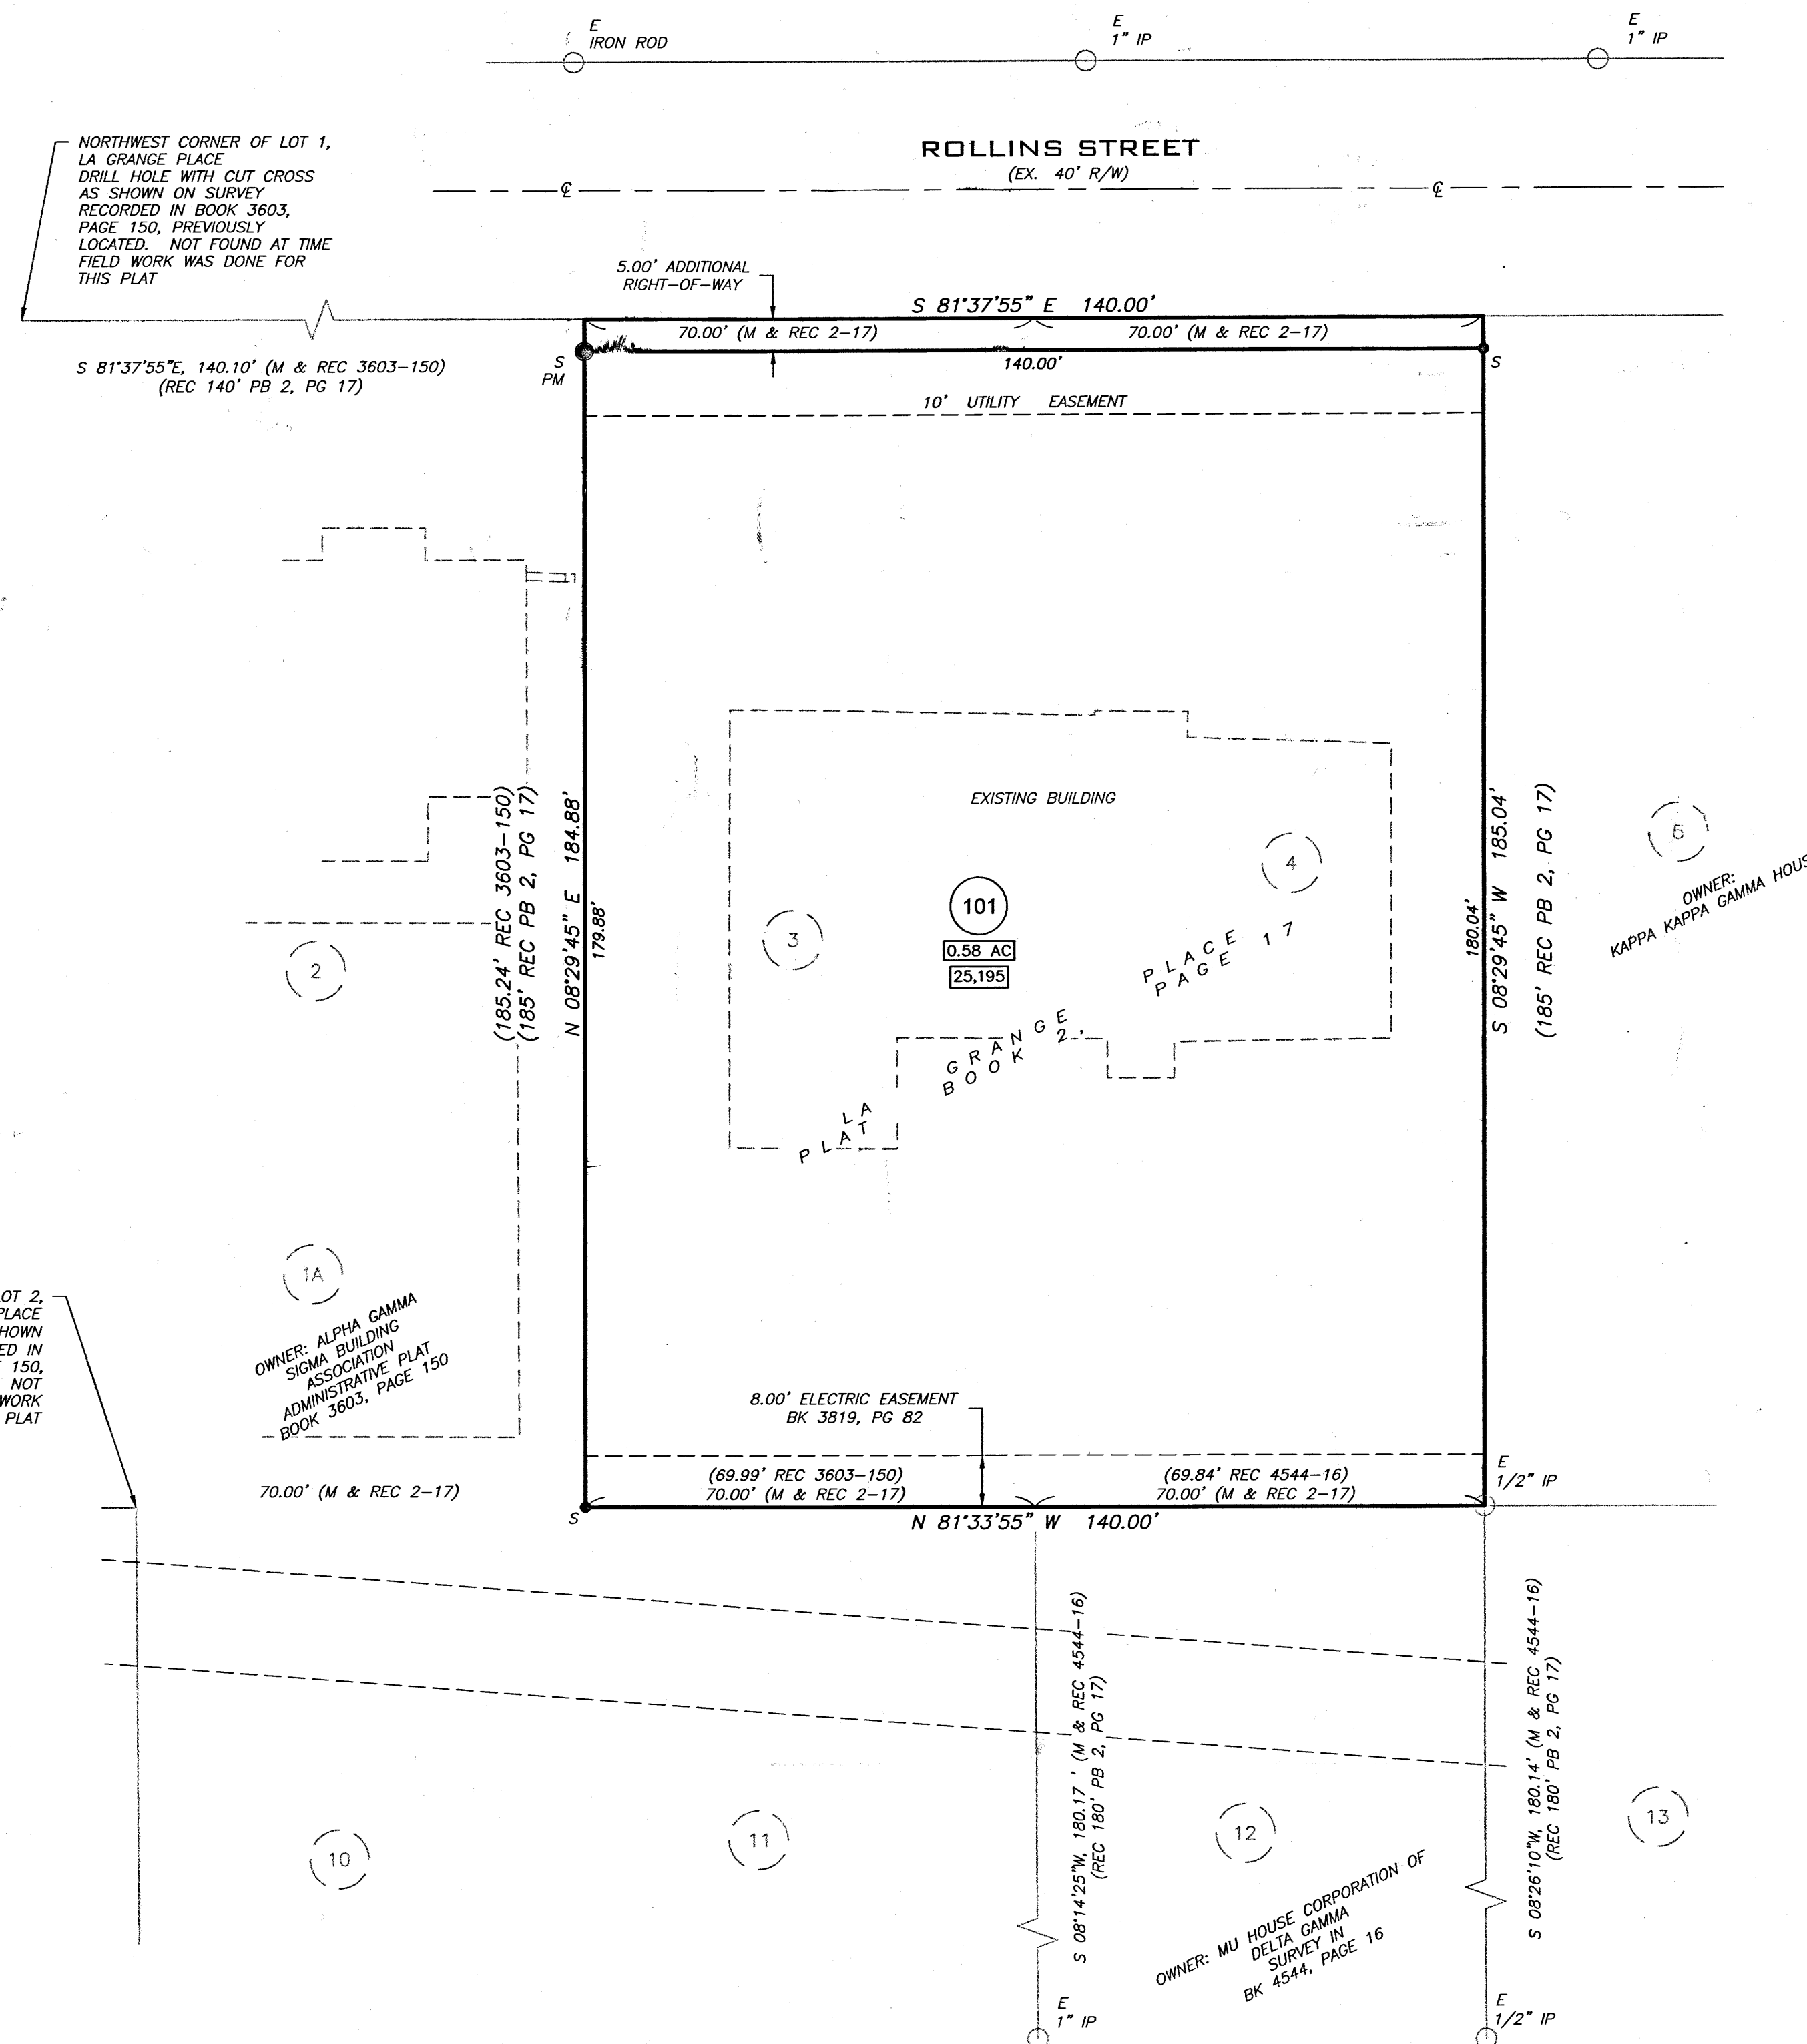 E
IRON ROD
E
1" IP
E
1" IP
NORTHWEST CORNER OF LOT 1,
LA GRANGE PLACE
DRILL HOLE WITH CUT CROSS
AS SHOWN ON SURVEY
RECORDED IN BOOK 3603,
PAGE 150, PREVIOUSLY
LOCATED. NOT FOUND AT TIME
FIELD WORK WAS DONE FOR
THIS PLAT
ROLLINS STREET
(EX. 40' R/W)
℄
℄
5.00' ADDITIONAL
RIGHT-OF-WAY
S 81°37'55" E 140.00'
70.00' (M & REC 2-17)
70.00' (M & REC 2-17)
S 81°37'55"E, 140.10' (M & REC 3603-150)
(REC 140' PB 2, PG 17)
S
PM
140.00'
S
10' UTILITY EASEMENT
EXISTING BUILDING
(185.24' REC 3603-150)
(185' REC PB 2, PG 17)
N 08°29'45" E 184.88'
179.88'
180.04'
S 08°29'45" W 185.04'
(185' REC PB 2, PG 17)
5
OWNER:
KAPPA KAPPA GAMMA HOUS
4
3
101
0.58 AC
25,195
2
LA GRANGE PLACE
PLAT BOOK 2, PAGE 17
1A
OWNER: ALPHA GAMMA
SIGMA BUILDING
ASSOCIATION
ADMINISTRATIVE PLAT
BOOK 3603, PAGE 150
OT 2,
PLACE
HOWN
ED IN
150,
NOT
WORK
PLAT
8.00' ELECTRIC EASEMENT
BK 3819, PG 82
70.00' (M & REC 2-17)
(69.99' REC 3603-150)
70.00' (M & REC 2-17)
(69.84' REC 4544-16)
70.00' (M & REC 2-17)
E
1/2" IP
S
N 81°33'55" W 140.00'
S 08°14'25"W, 180.17 ' (M & REC 4544-16)
(REC 180' PB 2, PG 17)
S 08°26'10"W, 180.14' (M & REC 4544-16)
(REC 180' PB 2, PG 17)
10
11
12
13
OWNER: MU HOUSE CORPORATION OF
DELTA GAMMA
SURVEY IN
BK 4544, PAGE 16
E
1" IP
E
1/2" IP